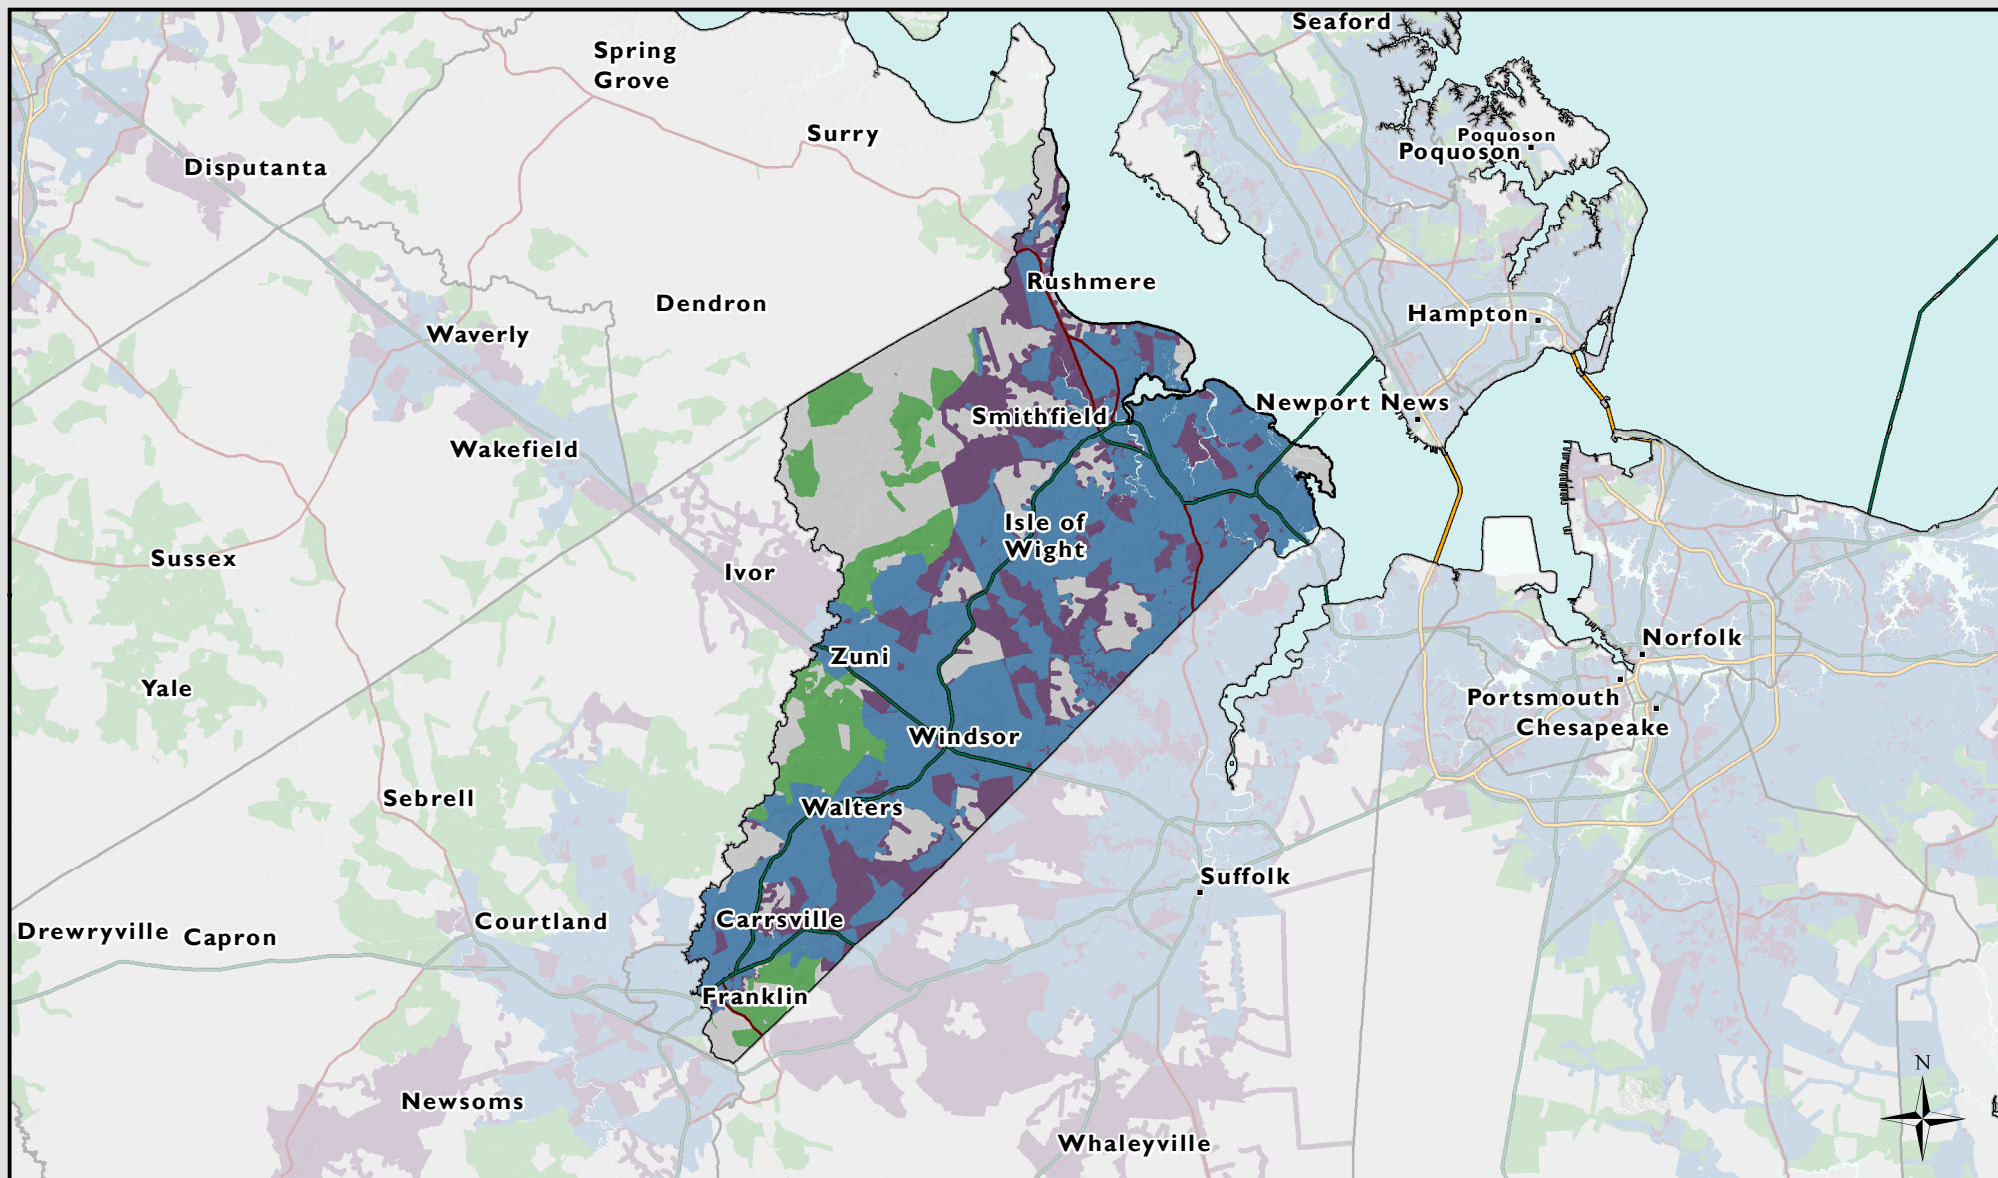 Seaford
Spring
Grove
Surry
Poquoson
Poquoson
Disputanta
Rushmere
Dendron
Hampton
Waverly
Newport News
Smithfield
Wakefield
Isle of
Wight
Sussex
Ivor
Norfolk
Zuni
Yale
Portsmouth
Chesapeake
Windsor
Sebrell
Walters
Suffolk
Carrsville
Courtland
Drewryville
Capron
Franklin
N
Newsoms
Whaleyville